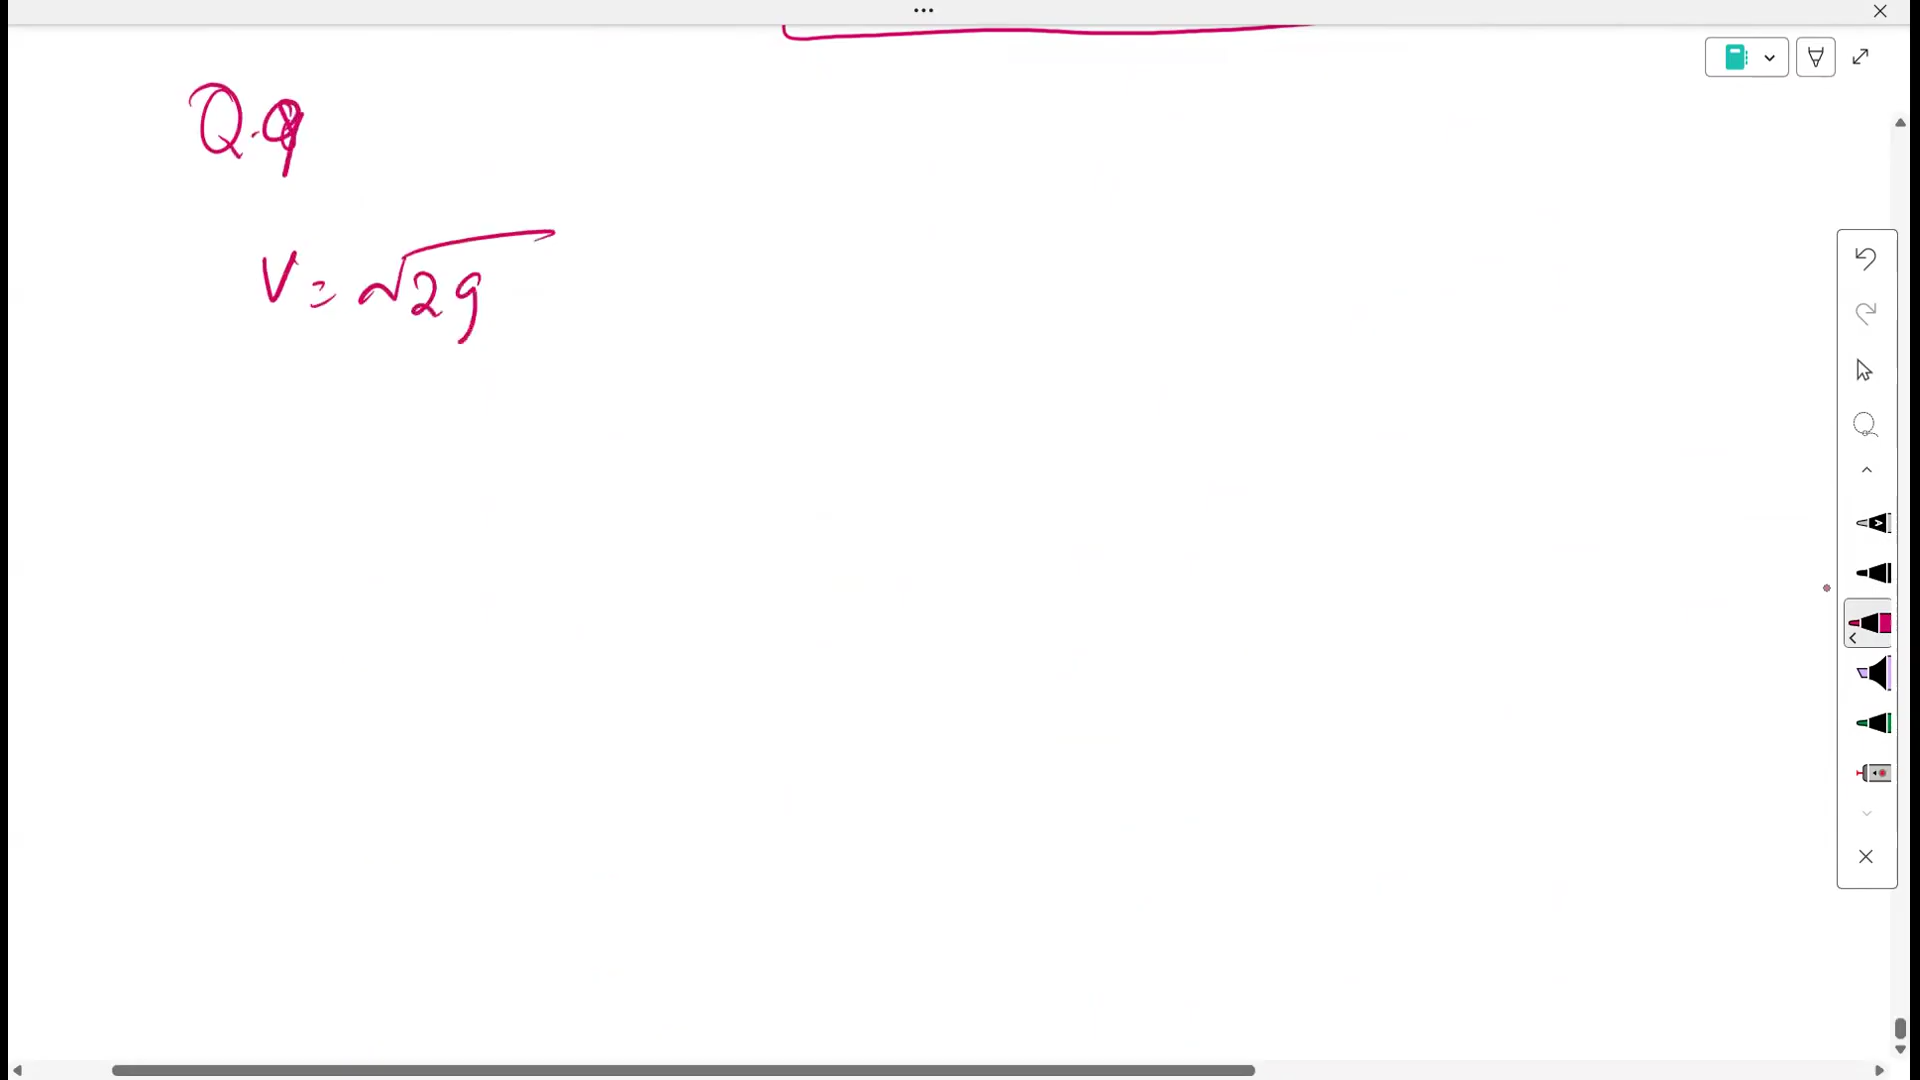 Q.9
V = √2g